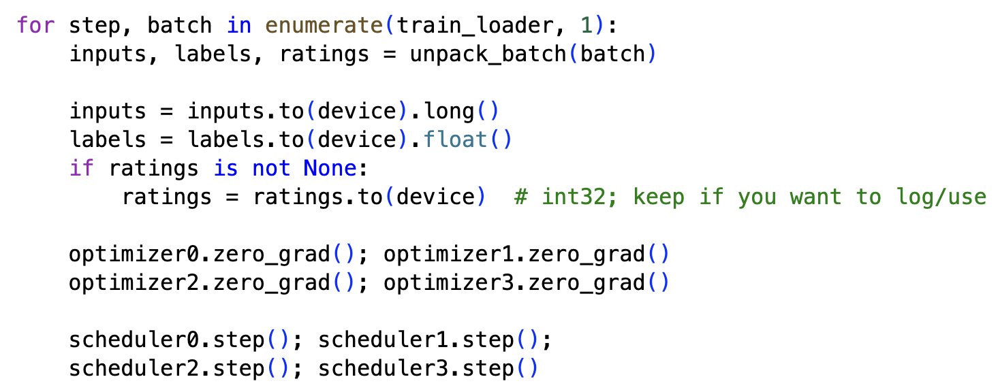 for step, batch in enumerate(train_loader, 1):
    inputs, labels, ratings = unpack_batch(batch)
    inputs = inputs.to(device).long()
    labels = labels.to(device).float()
    if ratings is not None:
        ratings = ratings.to(device)  # int32; keep if you want to log/use
    optimizer0.zero_grad(); optimizer1.zero_grad()
    optimizer2.zero_grad(); optimizer3.zero_grad()
    scheduler0.step(); scheduler1.step();
    scheduler2.step(); scheduler3.step()